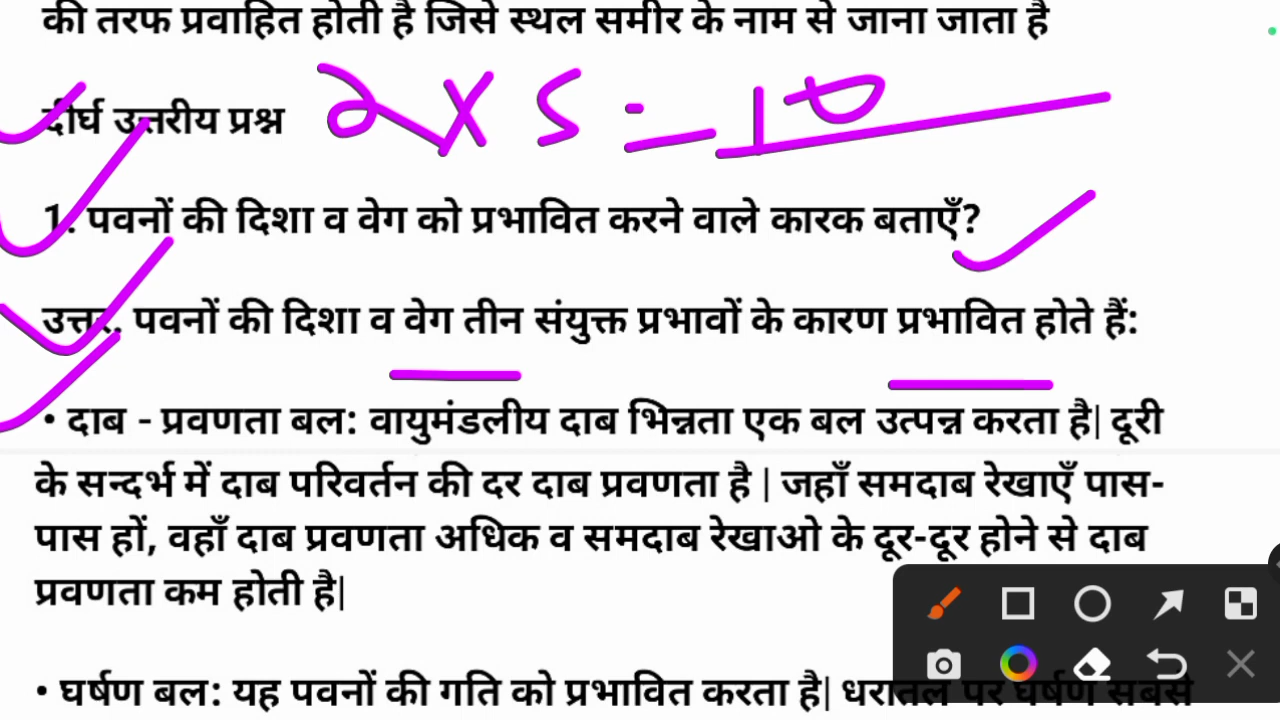 की तरफ प्रवाहित होती है जिसे स्थल समीर के नाम से जाना जाता है
दीर्घ उत्तरीय प्रश्न 2 X 5 = 10
1. पवनों की दिशा व वेग को प्रभावित करने वाले कारक बताएँ?
उत्तर. पवनों की दिशा व वेग तीन संयुक्त प्रभावों के कारण प्रभावित होते हैं:
• दाब - प्रवणता बल: वायुमंडलीय दाब भिन्नता एक बल उत्पन्न करता है| दूरी
के सन्दर्भ में दाब परिवर्तन की दर दाब प्रवणता है | जहाँ समदाब रेखाएँ पास-
पास हों, वहाँ दाब प्रवणता अधिक व समदाब रेखाओ के दूर-दूर होने से दाब
प्रवणता कम होती है|
• घर्षण बल: यह पवनों की गति को प्रभावित करता है| धरातल पर घर्षण सबसे